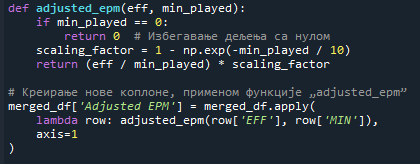 def adjusted_epm(eff, min_played):
    if min_played == 0:
        return 0  # Избегавање дељења са нулом
    scaling_factor = 1 - np.exp(-min_played / 10)
    return (eff / min_played) * scaling_factor
# Креирање нове коплоне, применом функције „adjusted_epm”
merged_df['Adjusted EPM'] = merged_df.apply(
    lambda row: adjusted_epm(row['EFF'], row['MIN']),
    axis=1
)